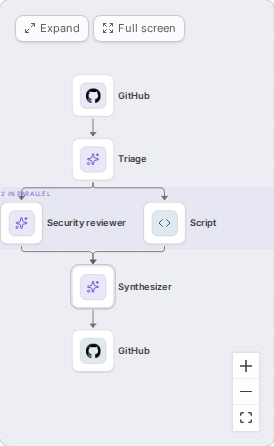 Expand
Full screen
GitHub
Triage
2 IN PARALLEL
Security reviewer
Script
Synthesizer
GitHub